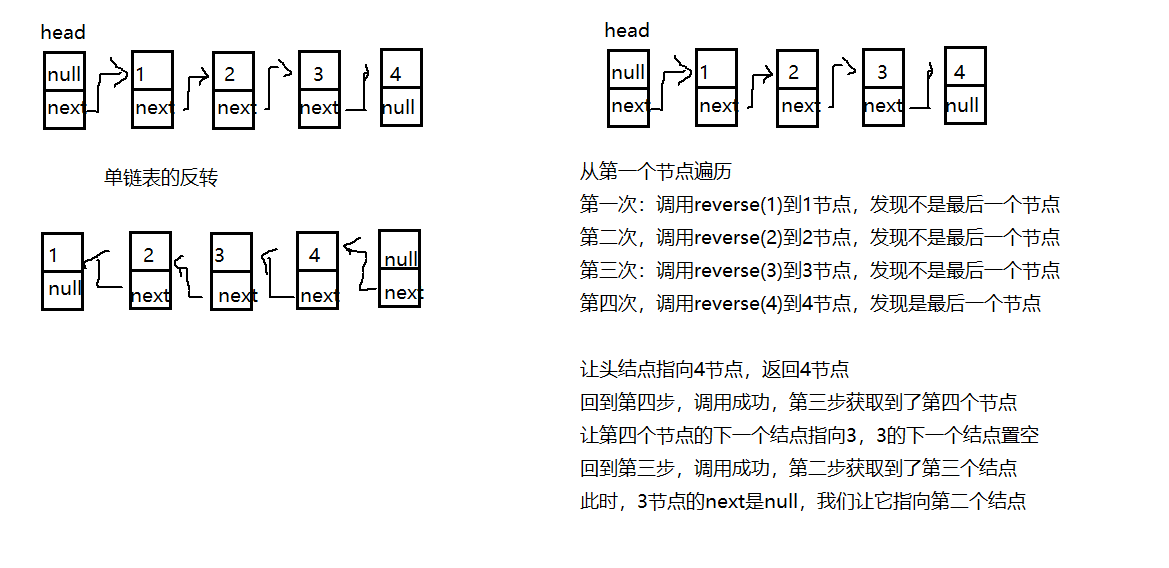 head
null 1 2 3 4
next next next next null
单链表的反转
1 2 3 4 null
null next next next next
head
null 1 2 3 4
next next next next null
从第一个节点遍历
第一次：调用reverse(1)到1节点，发现不是最后一个节点
第二次，调用reverse(2)到2节点，发现不是最后一个节点
第三次：调用reverse(3)到3节点，发现不是最后一个节点
第四次，调用reverse(4)到4节点，发现是最后一个节点
让头结点指向4节点，返回4节点
回到第四步，调用成功，第三步获取到了第四个节点
让第四个节点的下一个结点指向3，3的下一个结点置空
回到第三步，调用成功，第二步获取到了第三个结点
此时，3节点的next是null，我们让它指向第二个结点